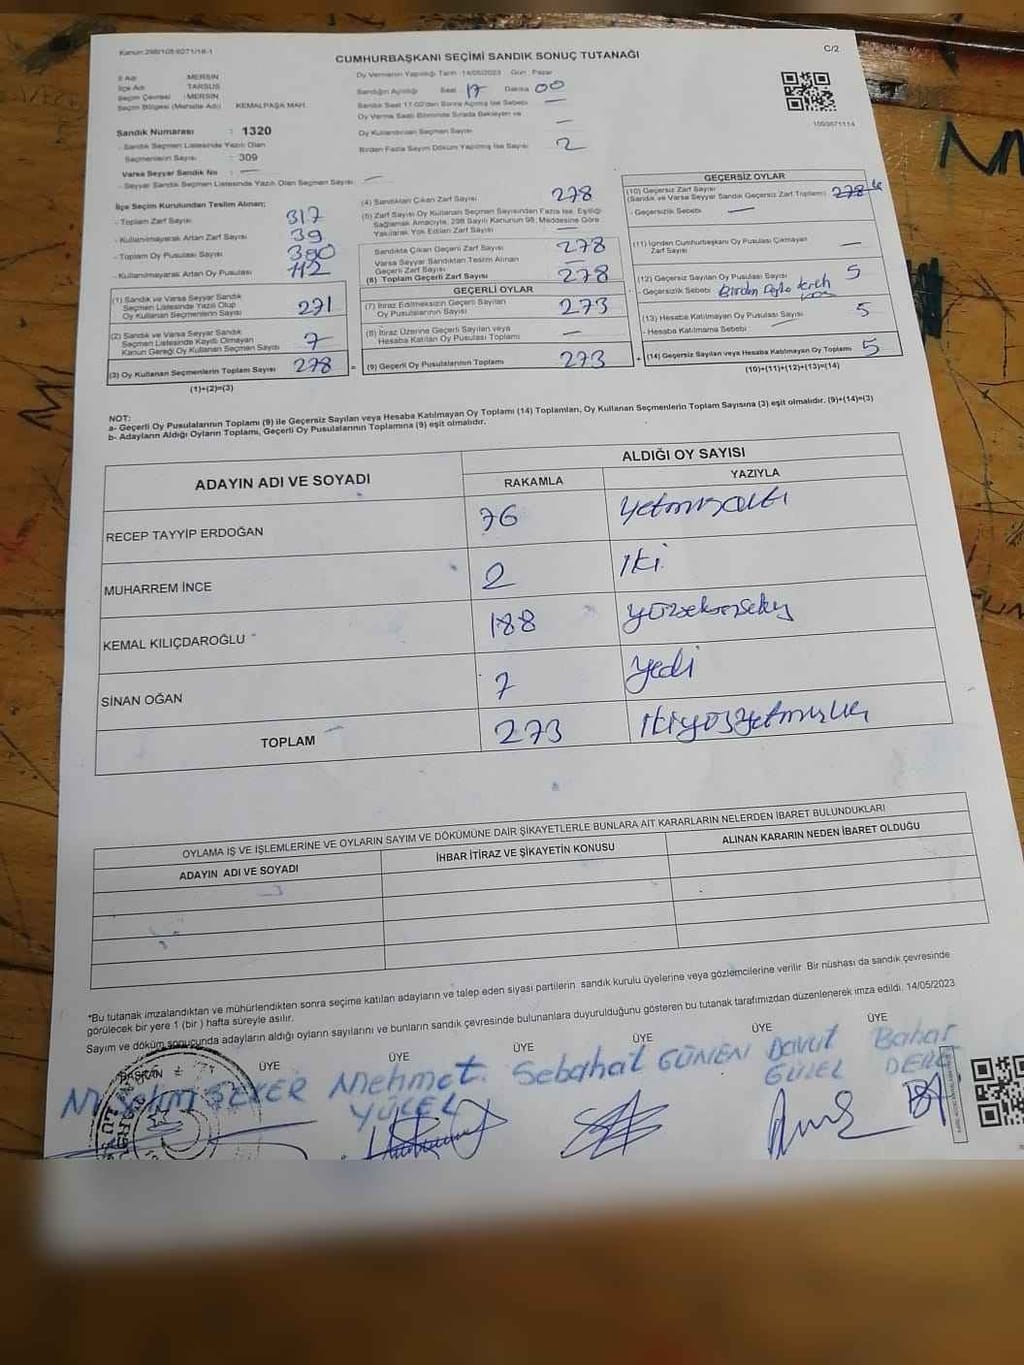 Kanun: 298/105-6271/18-1
C/2
CUMHURBAŞKANI SEÇİMİ SANDIK SONUÇ TUTANAĞI
İl Adı : MERSİN
İlçe Adı : TARSUS
Seçim Çevresi : MERSİN
Seçim Bölgesi (Mahalle Adı) : KEMALPAŞA MAH.
Sandık Numarası : 1320
- Sandık Seçmen Listesinde Yazılı Olan
Seçmenlerin Sayısı : 309
Varsa Seyyar Sandık No : —
- Seyyar Sandık Seçmen Listesinde Yazılı Olan Seçmen Sayısı : —
Oy Vermenin Yapıldığı Tarih : 14/05/2023 Gün : Pazar
Sandığın Açıldığı Saat 17 Dakika 00
Sandık Saat 17.00'den Sonra Açılmış İse Sebebi —
Oy Verme Saati Bitiminde Sırada Bekleyen ve
Oy Kullandırılan Seçmen Sayısı —
Birden Fazla Sayım Döküm Yapılmış İse Sayısı 2
İlçe Seçim Kurulundan Teslim Alınan;
- Toplam Zarf Sayısı 317
- Kullanılmayarak Artan Zarf Sayısı 39
- Toplam Oy Pusulası Sayısı 390
- Kullanılmayarak Artan Oy Pusulası 112
(1) Sandık ve Varsa Seyyar Sandık
Seçmen Listesinde Yazılı Olup
Oy Kullanan Seçmenlerin Sayısı 271
(2) Sandık ve Varsa Seyyar Sandık
Seçmen Listesinde Kaydı Olmayan
Kanun Gereği Oy Kullanan Seçmen Sayısı 7
(3) Oy Kullanan Seçmenlerin Toplam Sayısı 278
(1)+(2)=(3)
(4) Sandıktan Çıkan Zarf Sayısı 278
(5) Zarf Sayısı Oy Kullanan Seçmen Sayısından Fazla İse, Eşitliği
Sağlamak Amacıyla, 298 Sayılı Kanunun 98. Maddesine Göre
Yakılarak Yok Edilen Zarf Sayısı —
Sandıkta Çıkan Geçerli Zarf Sayısı 278
Varsa Seyyar Sandıktan Teslim Alınan
Geçerli Zarf Sayısı —
(6) Toplam Geçerli Zarf Sayısı 278
GEÇERLİ OYLAR
(7) İtiraz Edilmeksizin Geçerli Sayılan
Oy Pusulalarının Sayısı 273
(8) İtiraz Üzerine Geçerli Sayılan veya
Hesaba Katılan Oy Pusulası Toplamı —
(9) Geçerli Oy Pusulalarının Toplamı 273
GEÇERSİZ OYLAR
(10) Geçersiz Zarf Sayısı
(Sandık ve Varsa Seyyar Sandık Geçersiz Zarf Toplamı) 278
- Geçersizlik Sebebi —
(11) İçinden Cumhurbaşkanı Oy Pusulası Çıkmayan
Zarf Sayısı —
(12) Geçersiz Sayılan Oy Pusulası Sayısı 5
- Geçersizlik Sebebi Birden
(13) Hesaba Katılmayan Oy Pusulası Sayısı 5
- Hesaba Katılmama Sebebi —
(14) Geçersiz Sayılan veya Hesaba Katılmayan Oy Toplamı 5
(10)+(11)+(12)+(13)=(14)
NOT:
a- Geçerli Oy Pusulalarının Toplamı (9) ile Geçersiz Sayılan veya Hesaba Katılmayan Oy Toplamı (14) Toplamları, Oy Kullanan Seçmenlerin Toplam Sayısına (3) eşit olmalıdır. (9)+(14)=(3)
b- Adayların Aldığı Oyların Toplamı, Geçerli Oy Pusulalarının Toplamına (9) eşit olmalıdır.
ADAYIN ADI VE SOYADI
ALDIĞI OY SAYISI
RAKAMLA YAZIYLA
RECEP TAYYİP ERDOĞAN 76 Yetmişaltı
MUHARREM İNCE 2 İki
KEMAL KILIÇDAROĞLU 188 yüzseksensekiz
SİNAN OĞAN 7 yedi
TOPLAM 273 ikiyüzyetmişüç
OYLAMA İŞ VE İŞLEMLERİNE VE OYLARIN SAYIM VE DÖKÜMÜNE DAİR ŞİKAYETLERLE BUNLARA AİT KARARLARIN NELERDEN İBARET BULUNDUKLARI
ADAYIN ADI VE SOYADI İHBAR İTİRAZ VE ŞİKAYETİN KONUSU ALINAN KARARIN NEDEN İBARET OLDUĞU
*Bu tutanak imzalandıktan ve mühürlendikten sonra seçime katılan adayların ve talep eden siyasi partilerin sandık kurulu üyelerine veya gözlemcilerine verilir. Bir nüshası da sandık çevresinde
görülecek bir yere 1 (bir) hafta süreyle asılır.
Sayım ve döküm sonucunda adayların aldığı oyların sayılarını ve bunların sandık çevresinde bulunanlara duyurulduğunu gösteren bu tutanak tarafımızdan düzenlenerek imza edildi. 14/05/2023
BAŞKAN ÜYE ÜYE ÜYE ÜYE ÜYE
Mehmet Sebahat GÜNEN Davut Bahar
YÜCEL GÜLEL DERE